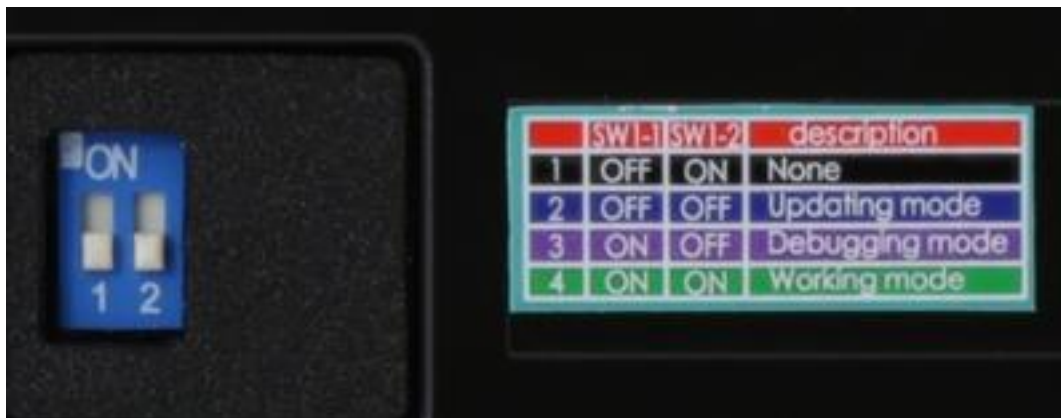 ON
1 2
SW1-1 SW1-2 description
1 OFF ON None
2 OFF OFF Updating mode
3 ON OFF Debugging mode
4 ON ON Working mode